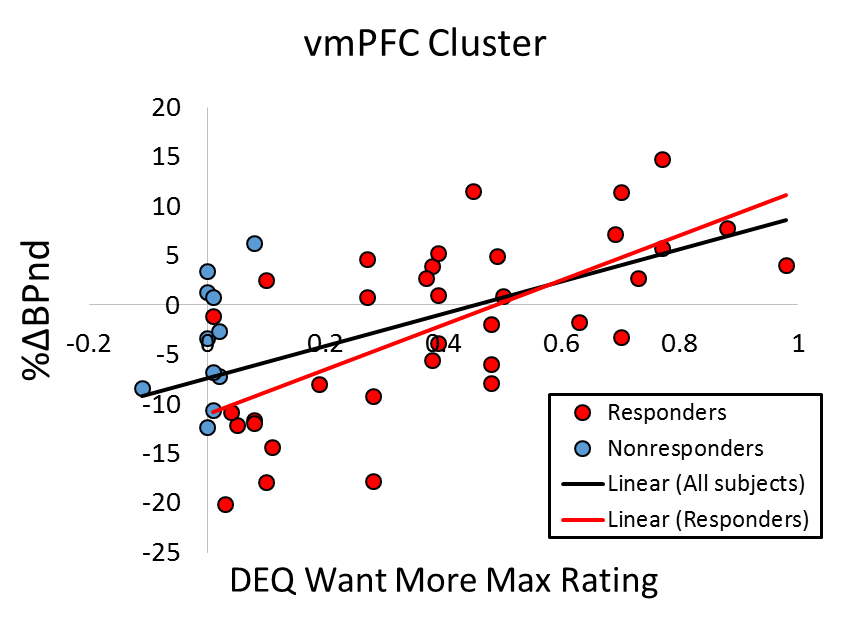 vmPFC Cluster
20
15
10
5
0
-5
-10
-15
-20
-25
-0.2 0 0.2 0.4 0.6 0.8 1
%ΔBPnd
DEQ Want More Max Rating
Responders
Nonresponders
Linear (All subjects)
Linear (Responders)